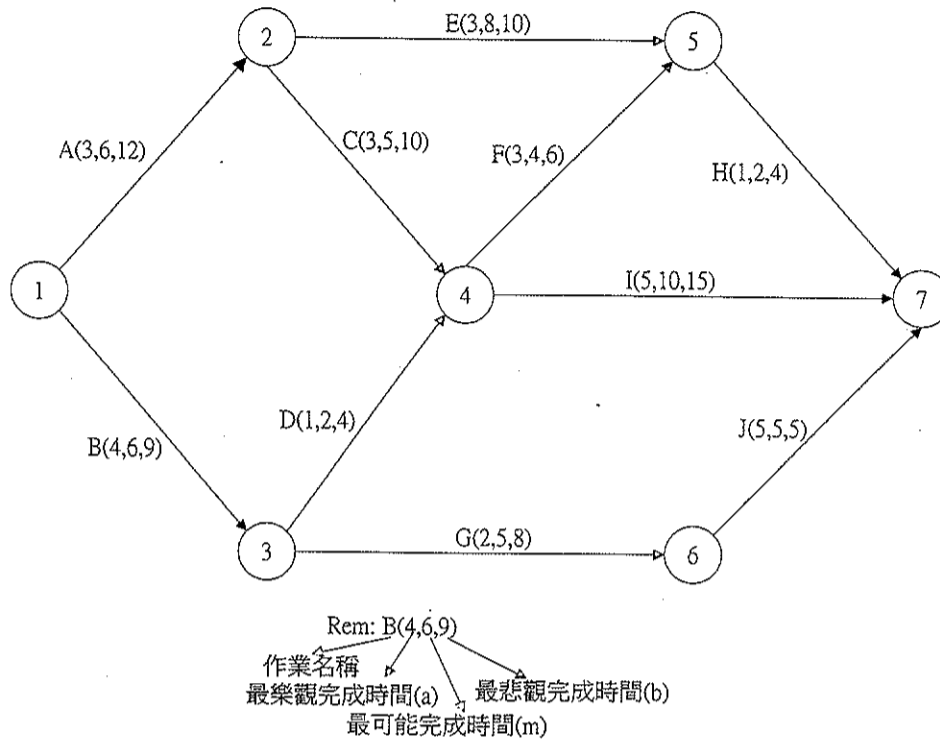 E(3,8,10)
2
5
A(3,6,12)
C(3,5,10)
F(3,4,6)
H(1,2,4)
1
4
I(5,10,15)
7
B(4,6,9)
D(1,2,4)
J(5,5,5)
3
G(2,5,8)
6
Rem: B(4,6,9)
作業名稱
最樂觀完成時間(a)
最悲觀完成時間(b)
最可能完成時間(m)